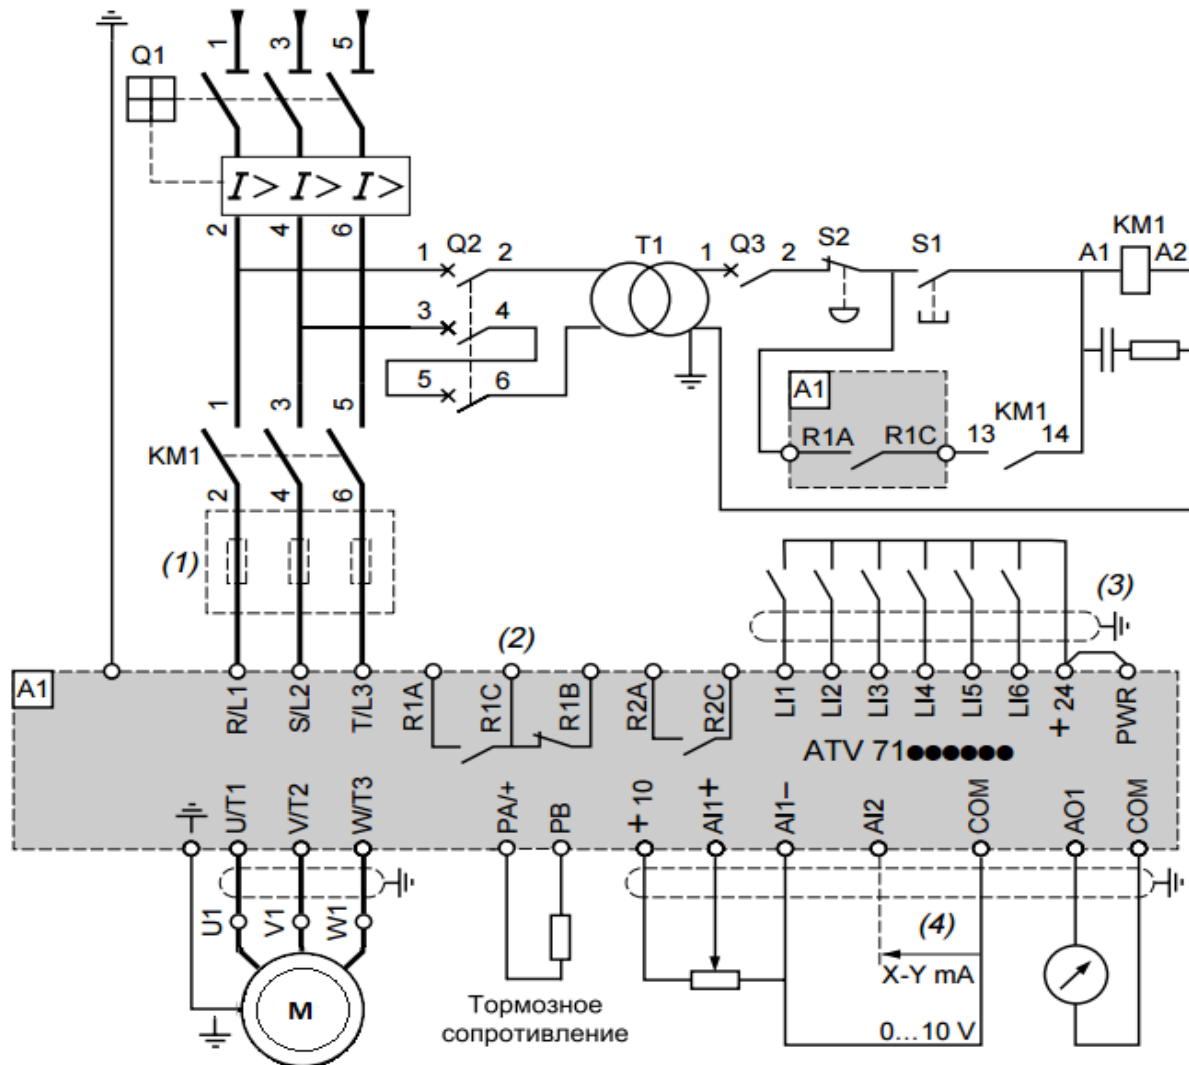 Q1
1
3
5
I> I> I>
2
4
6
1 Q2 2
3 4
5 6
T1
1 Q3 2
S2
S1
KM1
A1 A2
A1
R1A R1C
KM1
13 14
1
3
5
KM1
2
4
6
(1)
(2)
(3)
A1
R/L1
S/L2
T/L3
R1A
R1C
R1B
R2A
R2C
LI1
LI2
LI3
LI4
LI5
LI6
+24
PWR
ATV 71●●●●●●
U/T1
V/T2
W/T3
PA/+
PB
+10
AI1+
AI1–
AI2
COM
AO1
COM
U1
V1
W1
M
Тормозное
сопротивление
(4)
X-Y mA
0...10 V